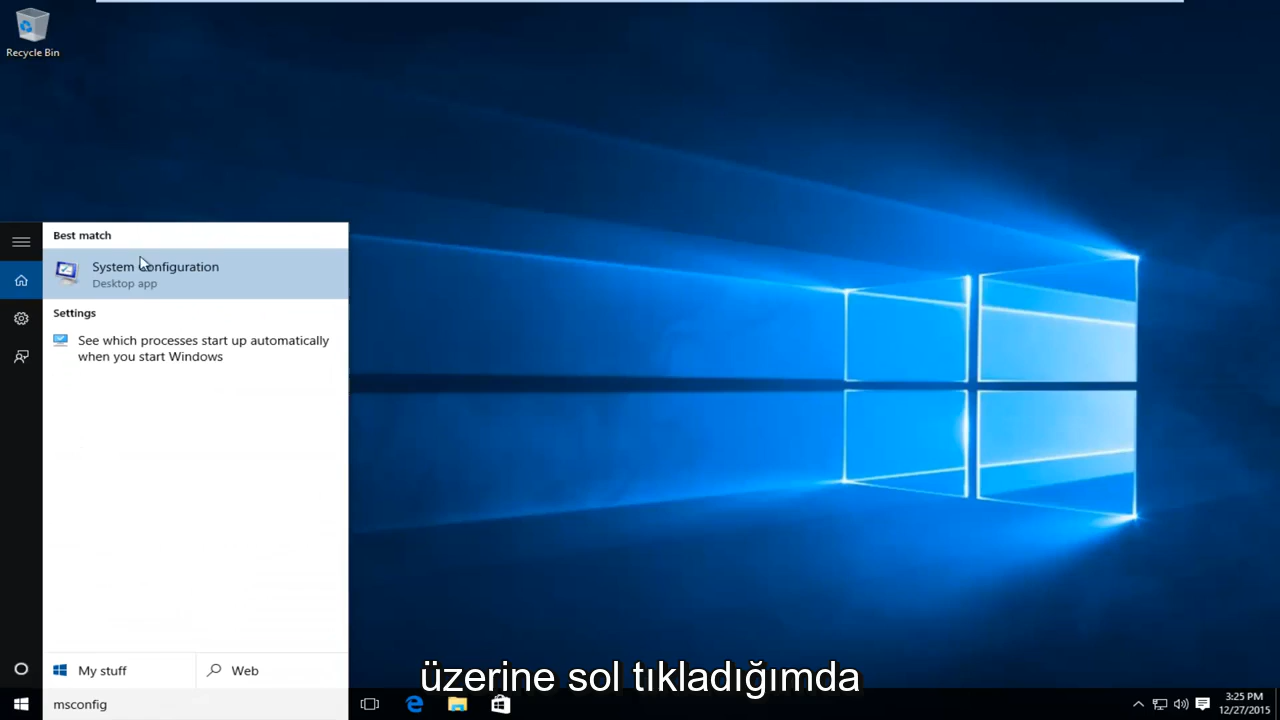 Recycle Bin
Best match
System Configuration
Desktop app
Settings
See which processes start up automatically
when you start Windows
My stuff
Web
üzerine sol tıkladığımda
msconfig
3:25 PM
12/27/2015